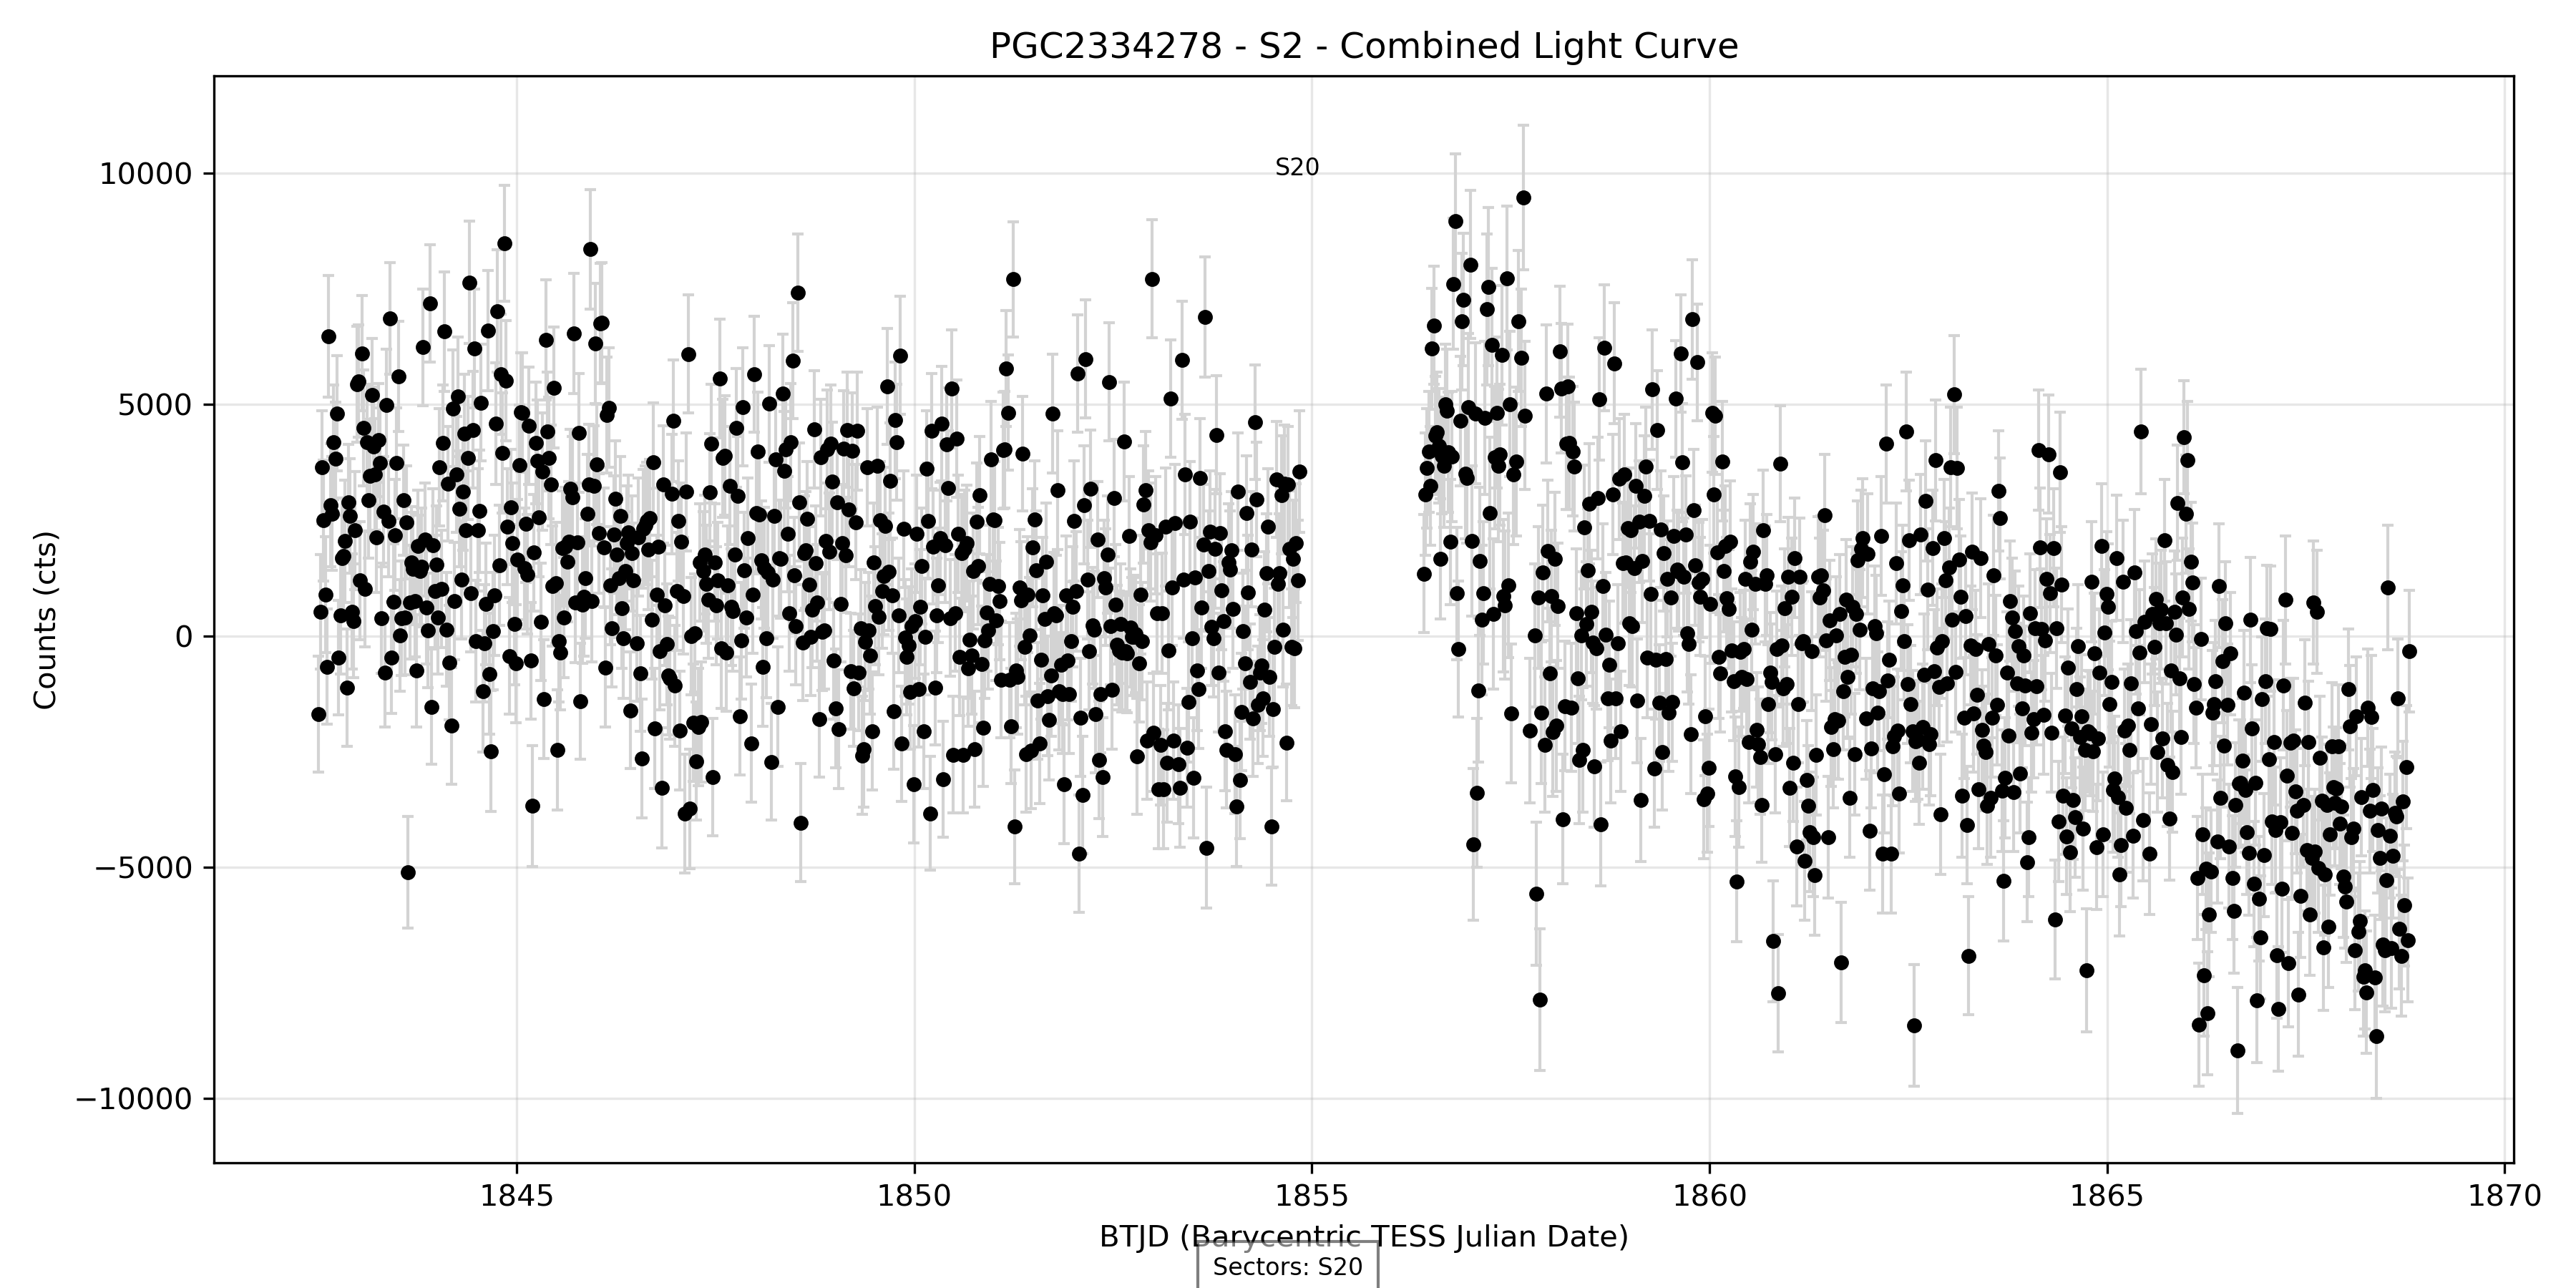 PGC2334278 - S2 - Combined Light Curve
S20
10000
5000
0
−5000
−10000
Counts (cts)
1845
1850
1855
1860
1865
1870
BTJD (Barycentric TESS Julian Date)
Sectors: S20